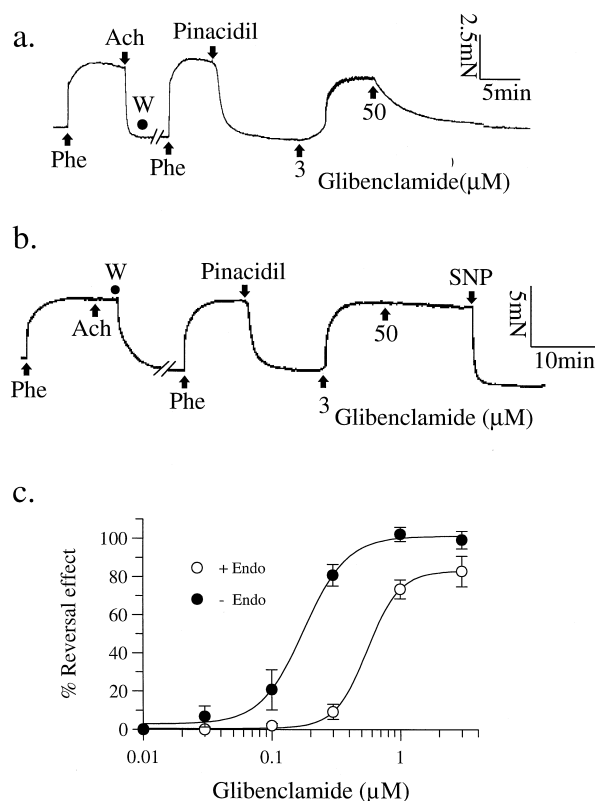 a.
Ach
Pinacidil
W
2.5mN
5min
Phe
Phe
3
50
Glibenclamide(μM)
b.
W
Pinacidil
SNP
Ach
5mN
10min
Phe
Phe
3
50
Glibenclamide (μM)
c.
% Reversal effect
100
80
60
40
20
0
+ Endo
- Endo
0.01
0.1
1
Glibenclamide (μM)